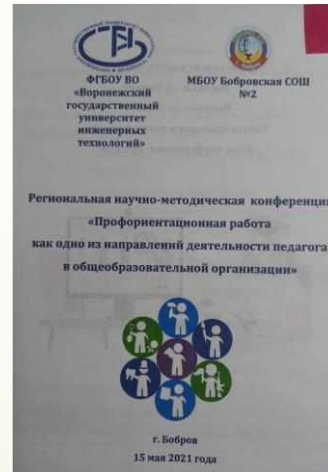 ФГБОУ ВО
«Воронежский
государственный
университет
инженерных
технологий»
МБОУ Бобровская СОШ
№2
Региональная научно-методическая конференция
«Профориентационная работа
как одно из направлений деятельности педагога
в общеобразовательной организации»
г. Бобров
15 мая 2021 года